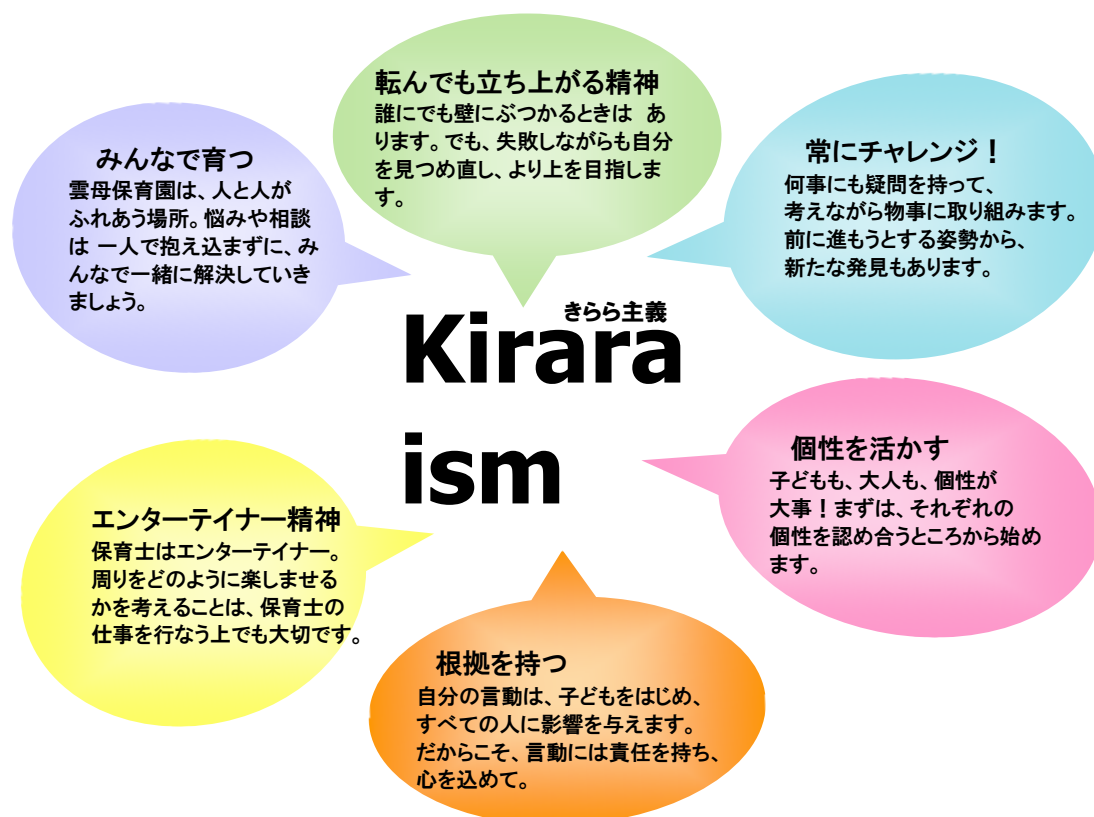 転んでも立ち上がる精神
誰にでも壁にぶつかるときは あ
ります。でも、失敗しながらも自分
を見つめ直し、より上を目指しま
す。
みんなで育つ
雲母保育園は、人と人が
ふれあう場所。悩みや相談
は 一人で抱え込まずに、み
んなで一緒に解決していき
ましょう。
常にチャレンジ！
何事にも疑問を持って、
考えながら物事に取り組みます。
前に進もうとする姿勢から、
新たな発見もあります。
きらら主義
Kirara
ism
個性を活かす
子どもも、大人も、個性が
大事！まずは、それぞれの
個性を認め合うところから始め
ます。
エンターテイナー精神
保育士はエンターテイナー。
周りをどのように楽しませる
かを考えることは、保育士の
仕事を行なう上でも大切です。
根拠を持つ
自分の言動は、子どもをはじめ、
すべての人に影響を与えます。
だからこそ、言動には責任を持ち、
心を込めて。